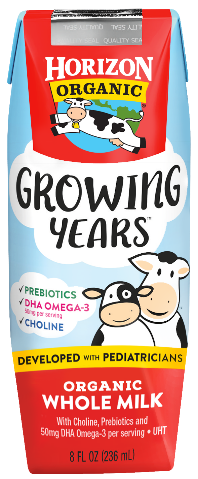 QUALITY SEAL
HORIZON
ORGANIC
GROWING
YEARS™
✓PREBIOTICS
✓DHA OMEGA-3
50mg per serving
✓CHOLINE
DEVELOPED WITH PEDIATRICIANS
ORGANIC
WHOLE MILK
With Choline, Prebiotics and
50mg DHA Omega-3 per serving • UHT
8 FL OZ (236 mL)